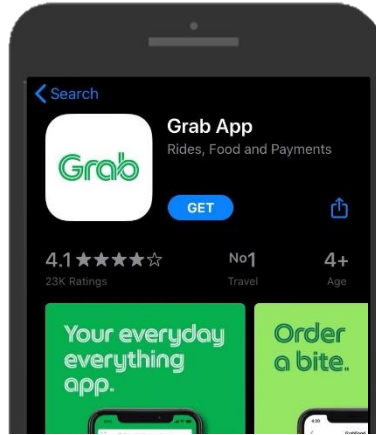 Search
Grab
Grab App
Rides, Food and Payments
GET
4.1★★★★☆
23K Ratings
No1
Travel
4+
Age
Your everyday
everything
app.
Order
a bite.